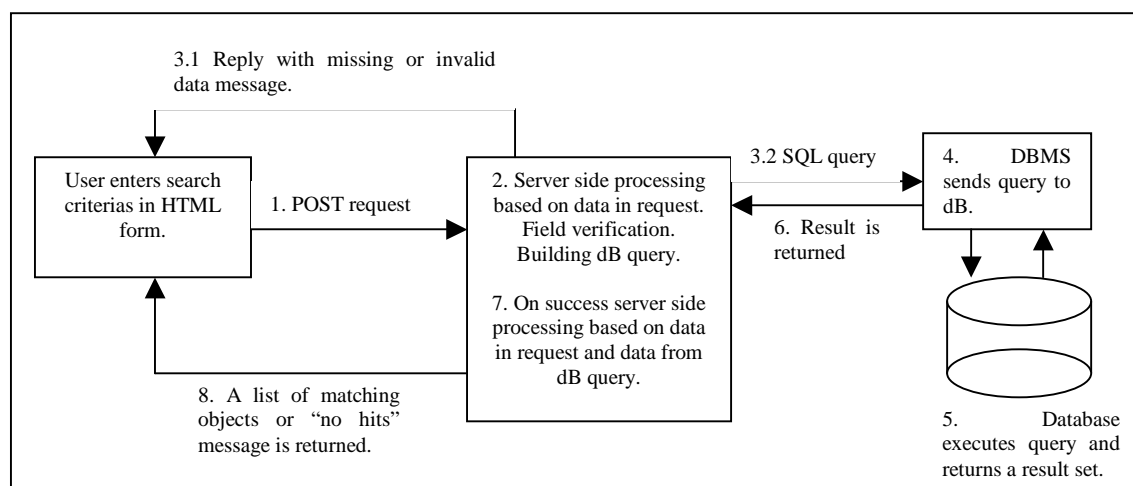 3.1 Reply with missing or invalid
data message.
User enters search
criterias in HTML
form.
1. POST request
2. Server side processing
based on data in request.
Field verification.
Building dB query.
7. On success server side
processing based on data
in request and data from
dB query.
3.2 SQL query
4. DBMS
sends query to
dB.
6. Result is
returned
8. A list of matching
objects or “no hits”
message is returned.
5. Database
executes query and
returns a result set.